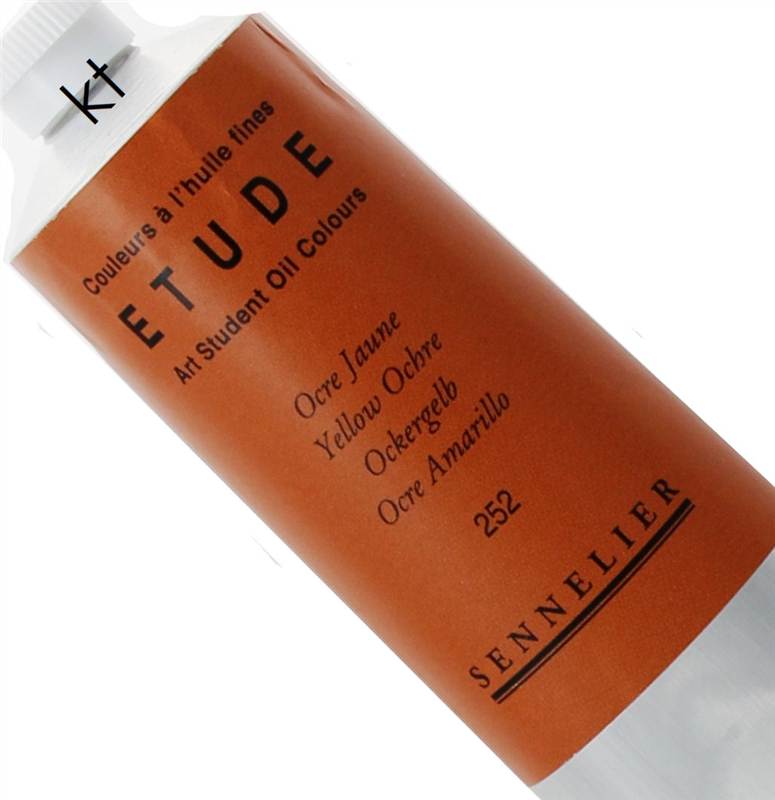 kt
Couleurs à l'huile fines
ETUDE
Art Student Oil Colours
Ocre Jaune
Yellow Ochre
Ockergelb
Ocre Amarillo
252
SENNELIER